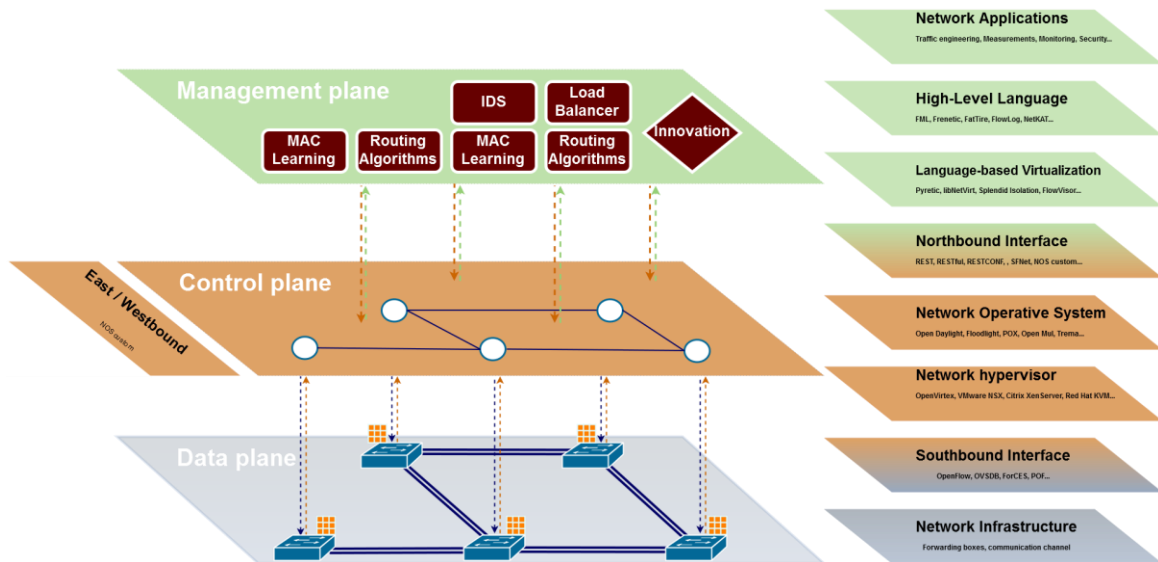 Management plane
IDS
Load
Balancer
MAC
Learning
Routing
Algorithms
MAC
Learning
Routing
Algorithms
Innovation
East / Westbound
NOS custom
Control plane
Data plane
Network Applications
Traffic engineering, Measurements, Monitoring, Security...
High-Level Language
FML, Frenetic, FatTire, FlowLog, NetKAT...
Language-based Virtualization
Pyretic, libNetVirt, Splendid Isolation, FlowVisor...
Northbound Interface
REST, RESTful, RESTCONF, , SFNet, NOS custom...
Network Operative System
Open Daylight, Floodlight, POX, Open Mul, Trema...
Network hypervisor
OpenVirtex, VMware NSX, Citrix XenServer, Red Hat KVM...
Southbound Interface
OpenFlow, OVSDB, ForCES, POF...
Network Infrastructure
Forwarding boxes, communication channel